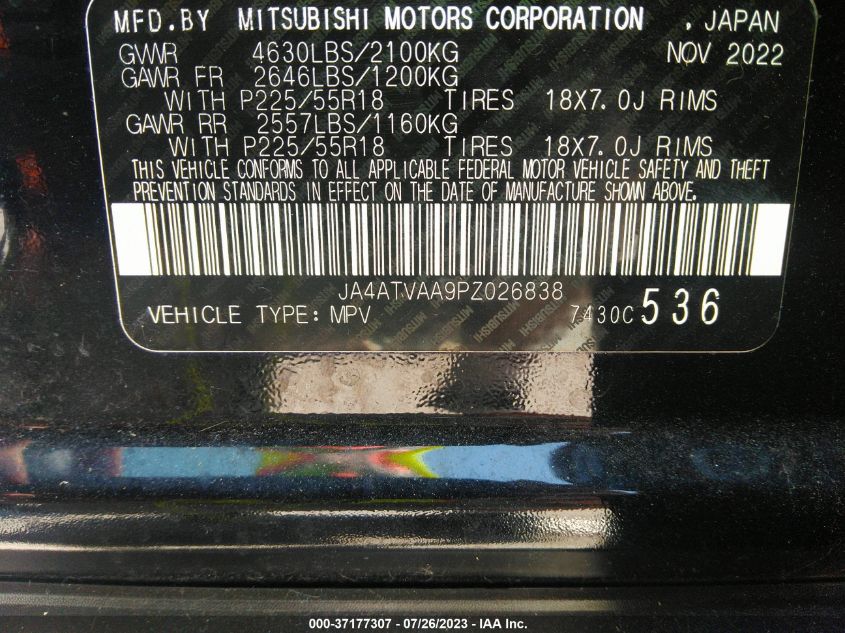 MFD.BY MITSUBISHI MOTORS CORPORATION , JAPAN
GVWR 4630LBS/2100KG NOV 2022
GAWR FR 2646LBS/1200KG
WITH P225/55R18 TIRES 18X7.0J RIMS
GAWR RR 2557LBS/1160KG
WITH P225/55R18 TIRES 18X7.0J RIMS
THIS VEHICLE CONFORMS TO ALL APPLICABLE FEDERAL MOTOR VEHICLE SAFETY AND THEFT
PREVENTION STANDARDS IN EFFECT ON THE DATE OF MANUFACTURE SHOWN ABOVE.
JA4ATVAA9PZ026838
VEHICLE TYPE: MPV 7430C 536
000-37177307 / 07/26/2023 - IAA Inc.